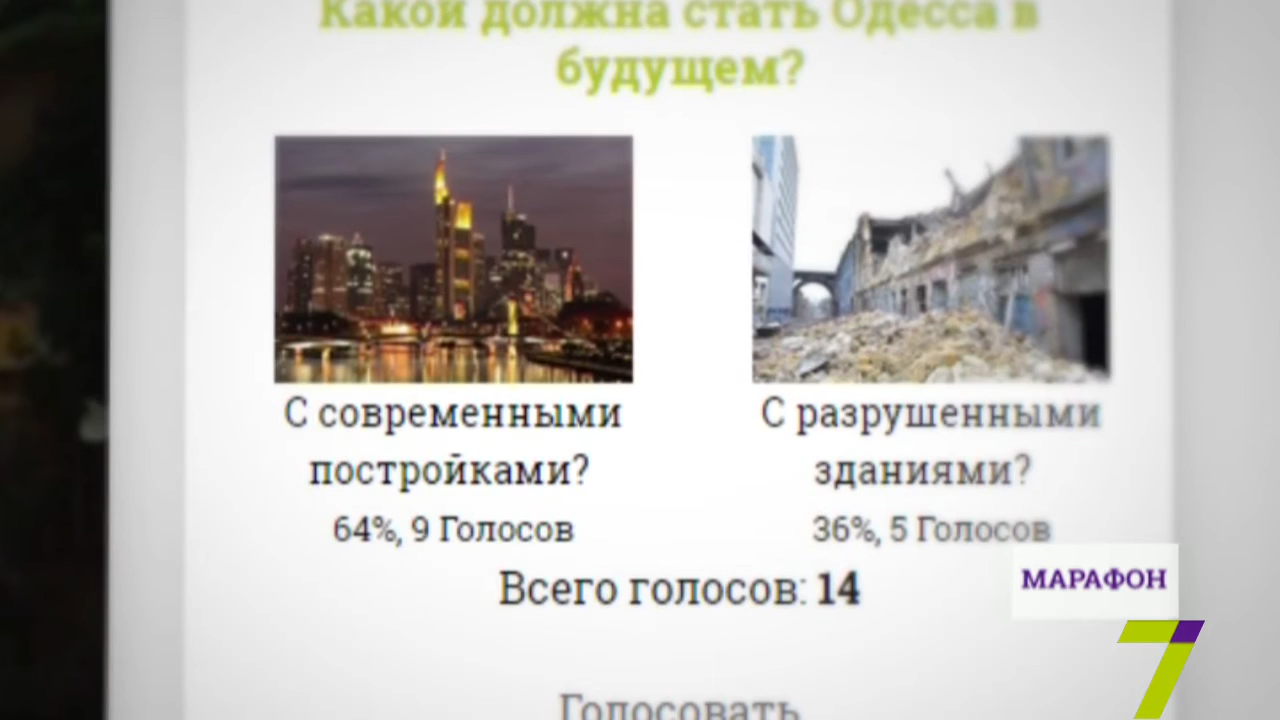 Какой должна стать Одесса в
будущем?
С современными
постройками?
64%, 9 Голосов
С разрушенными
зданиями?
36%, 5 Голосов
Всего голосов: 14
МАРАФОН
7
Голосовать